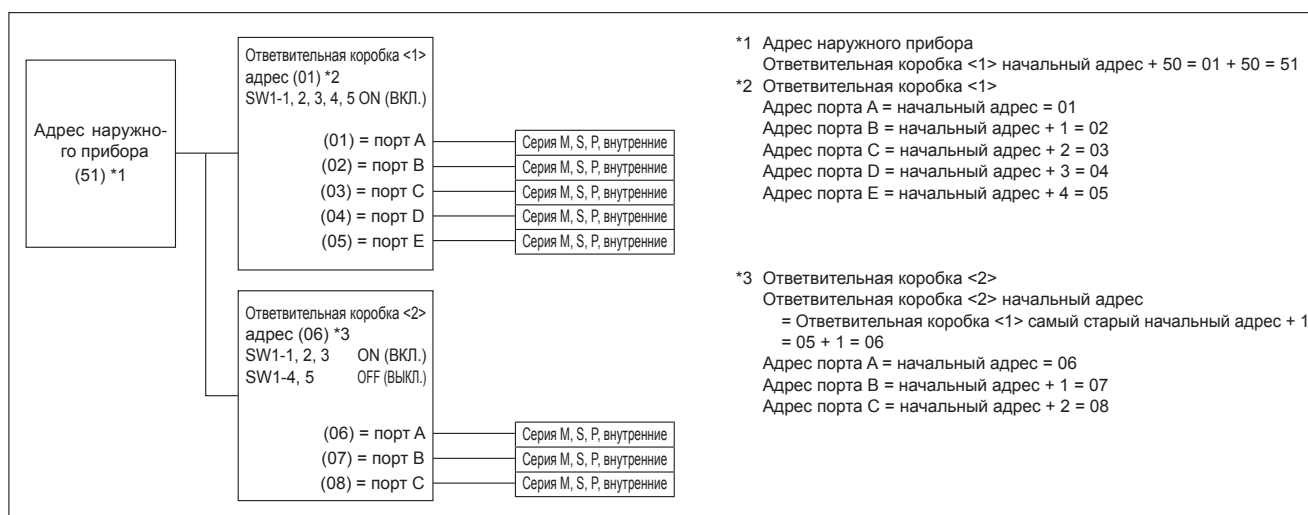 Адрес наружно-
го прибора
(51) *1
Ответвительная коробка <1>
адрес (01) *2
SW1-1, 2, 3, 4, 5 ON (ВКЛ.)
(01) = порт A
Серия M, S, P, внутренние
(02) = порт B
Серия M, S, P, внутренние
(03) = порт C
Серия M, S, P, внутренние
(04) = порт D
Серия M, S, P, внутренние
(05) = порт E
Серия M, S, P, внутренние
Ответвительная коробка <2>
адрес (06) *3
SW1-1, 2, 3 ON (ВКЛ.)
SW1-4, 5 OFF (ВЫКЛ.)
(06) = порт A
Серия M, S, P, внутренние
(07) = порт B
Серия M, S, P, внутренние
(08) = порт C
Серия M, S, P, внутренние
*1 Адрес наружного прибора
Ответвительная коробка <1> начальный адрес + 50 = 01 + 50 = 51
*2 Ответвительная коробка <1>
Адрес порта A = начальный адрес = 01
Адрес порта B = начальный адрес + 1 = 02
Адрес порта C = начальный адрес + 2 = 03
Адрес порта D = начальный адрес + 3 = 04
Адрес порта E = начальный адрес + 4 = 05
*3 Ответвительная коробка <2>
Ответвительная коробка <2> начальный адрес
= Ответвительная коробка <1> самый старый начальный адрес + 1
= 05 + 1 = 06
Адрес порта A = начальный адрес = 06
Адрес порта B = начальный адрес + 1 = 07
Адрес порта C = начальный адрес + 2 = 08